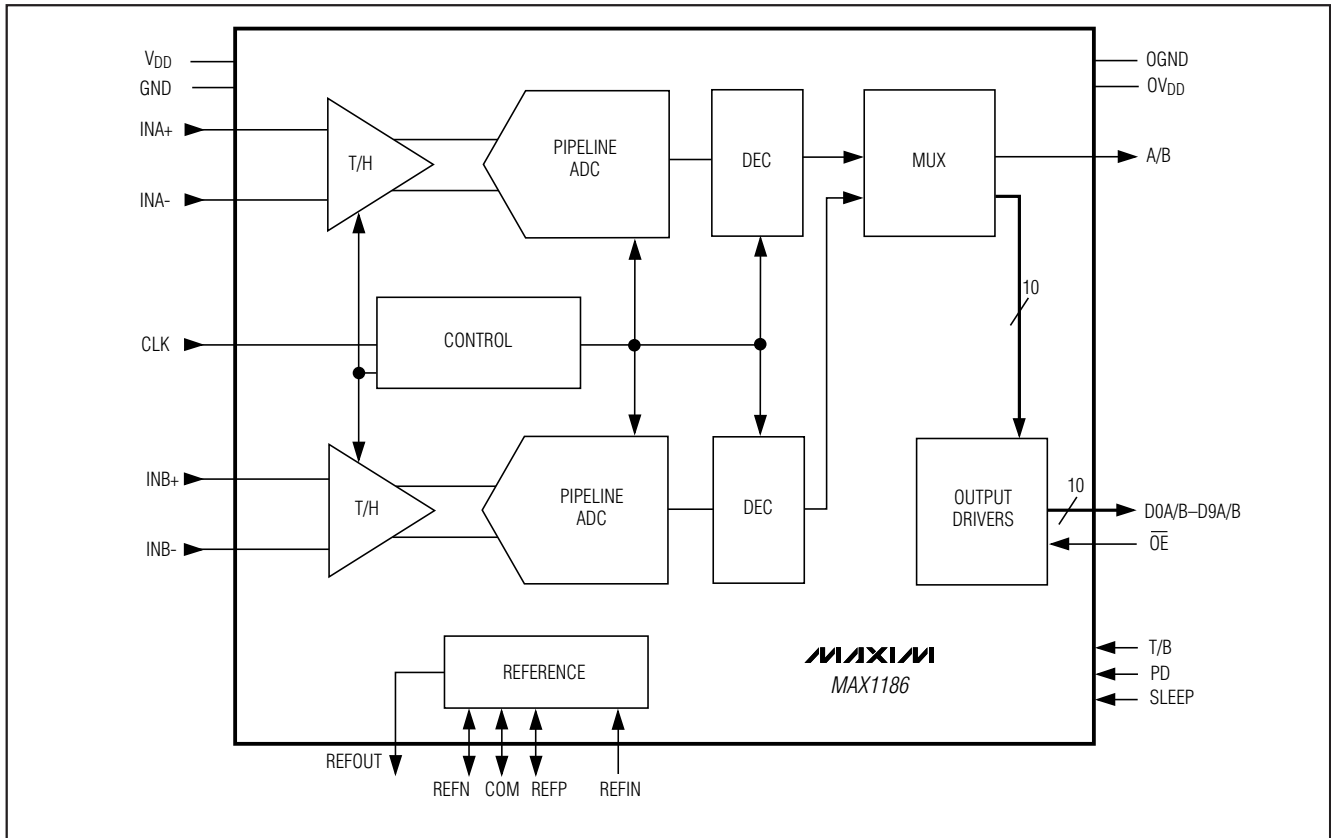 VDD
GND
INA+
INA-
CLK
INB+
INB-
T/H
PIPELINE
ADC
DEC
MUX
OGND
OVDD
A/B
CONTROL
10
T/H
PIPELINE
ADC
DEC
OUTPUT
DRIVERS
10
D0A/B–D9A/B
OE
REFERENCE
MAXIM
MAX1186
T/B
PD
SLEEP
REFOUT
REFN
COM
REFP
REFIN